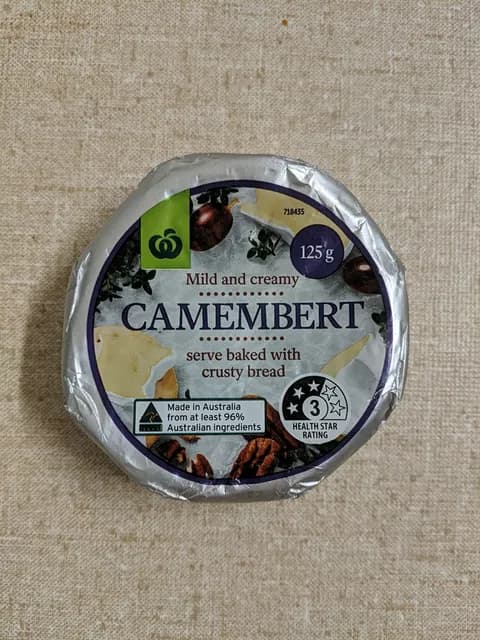 718435
125g
Mild and creamy
CAMEMBERT
serve baked with
crusty bread
Made in Australia
from at least 96%
Australian ingredients
3
HEALTH STAR
RATING